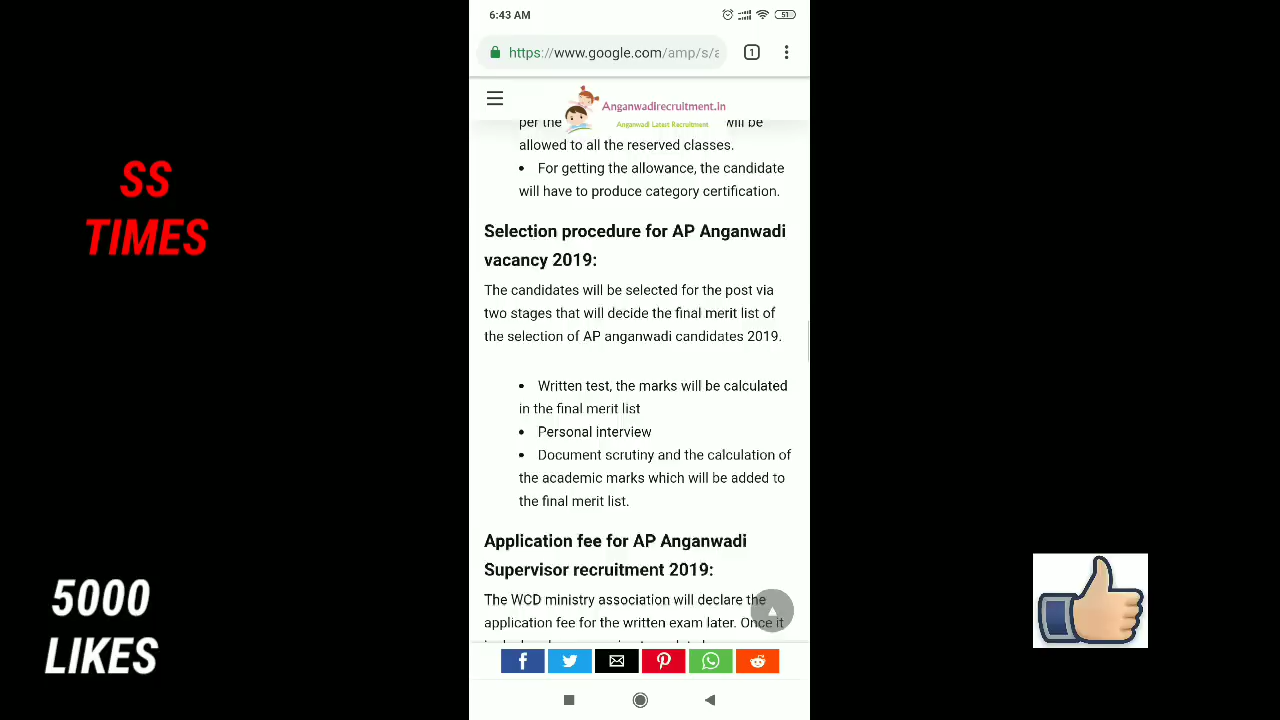 SS
TIMES
5000
LIKES
6:43 AM
51
https://www.google.com/amp/s/a
1
Anganwadirecruitment.in
Anganwadi Latest Recruitment
per the will be
allowed to all the reserved classes.
• For getting the allowance, the candidate
will have to produce category certification.
Selection procedure for AP Anganwadi
vacancy 2019:
The candidates will be selected for the post via
two stages that will decide the final merit list of
the selection of AP anganwadi candidates 2019.
• Written test, the marks will be calculated
in the final merit list
• Personal interview
• Document scrutiny and the calculation of
the academic marks which will be added to
the final merit list.
Application fee for AP Anganwadi
Supervisor recruitment 2019:
The WCD ministry association will declare the
application fee for the written exam later. Once it